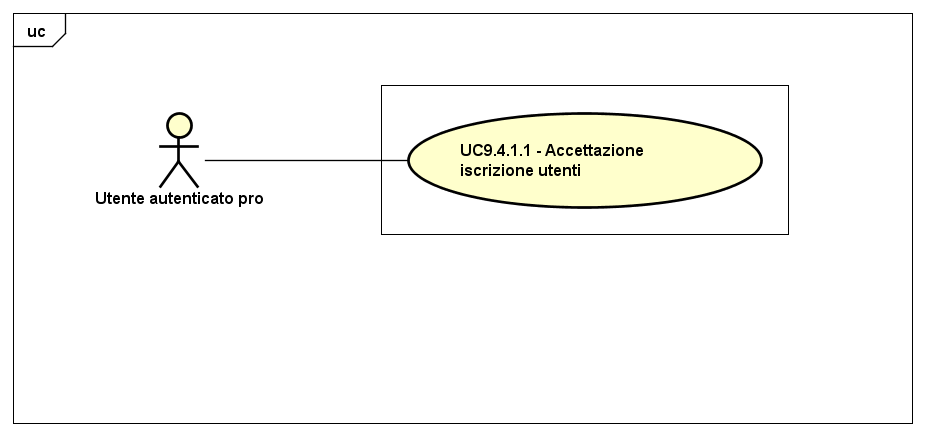 uc
UC9.4.1.1 - Accettazione
iscrizione utenti
Utente autenticato pro